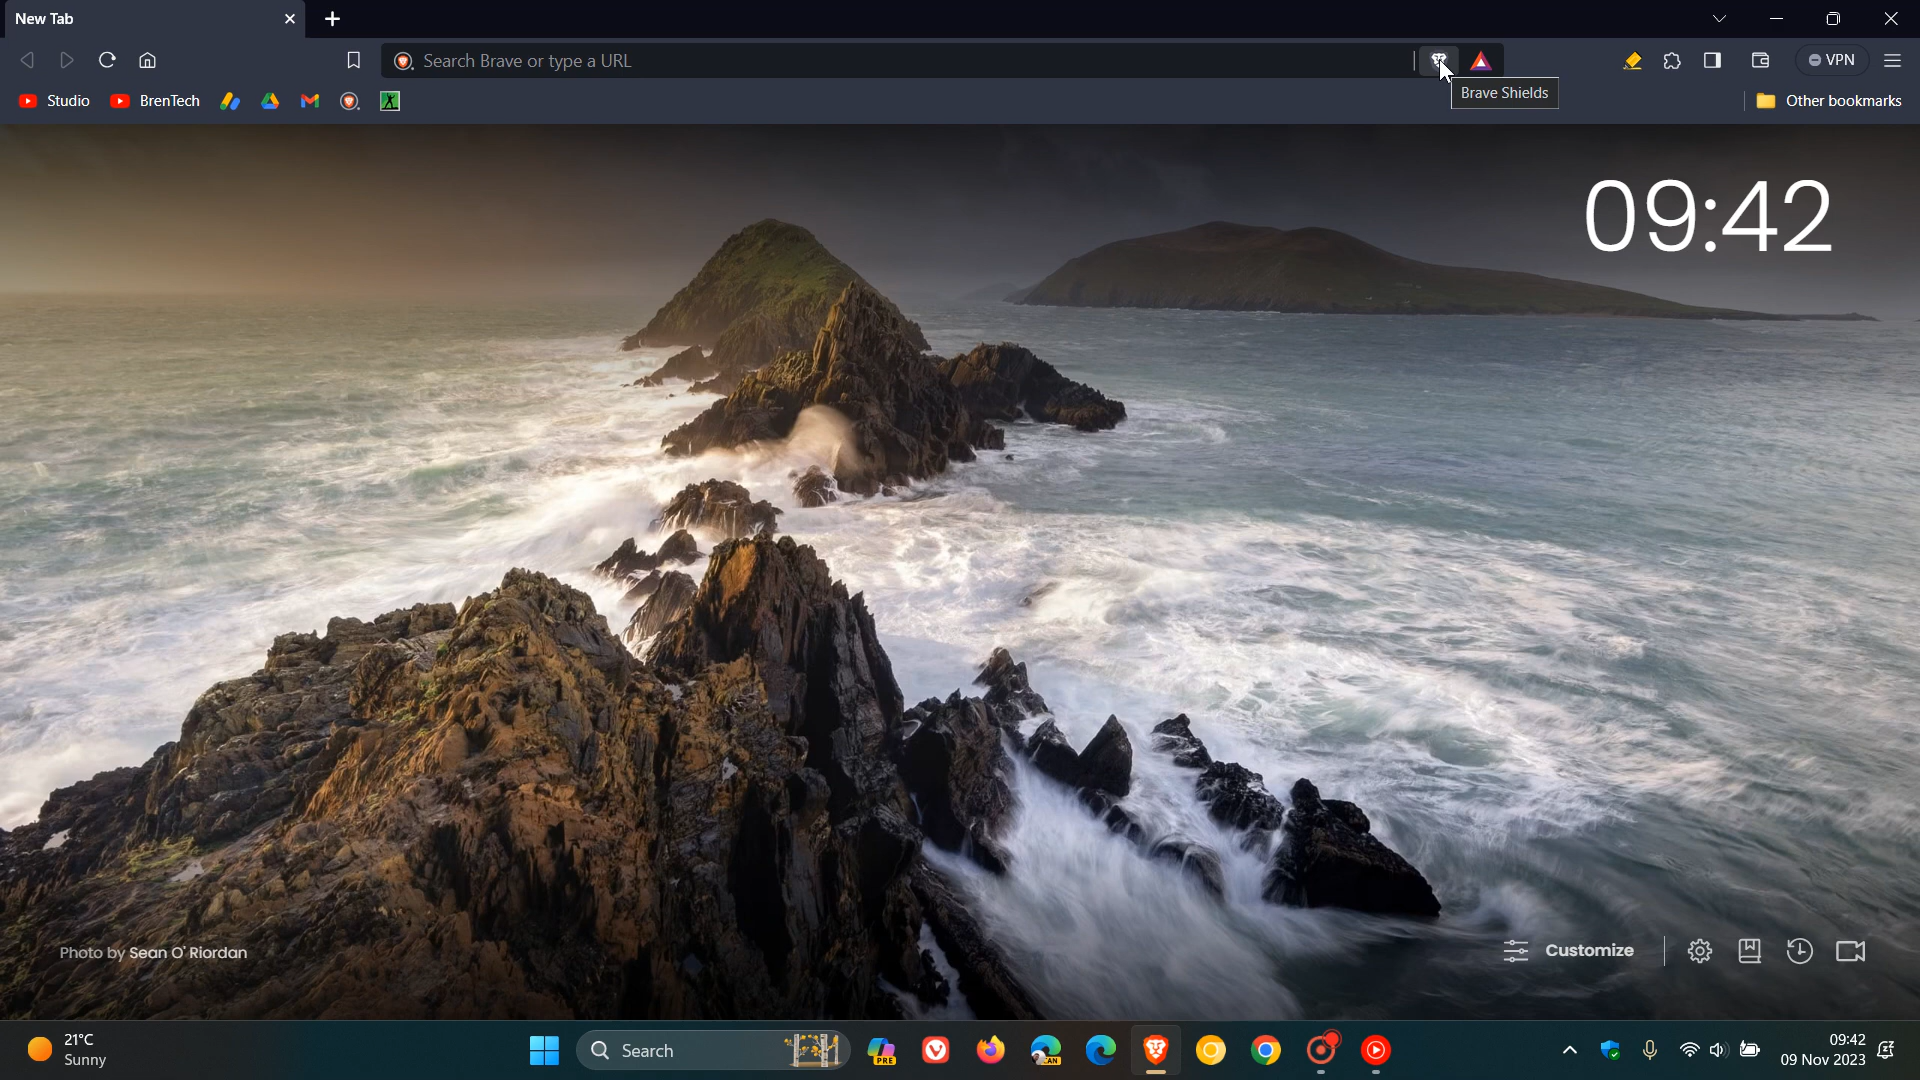 New Tab
Search Brave or type a URL
VPN
Brave Shields
Studio
BrenTech
Other bookmarks
09:42
Photo by Sean O' Riordan
Customize
21°C
Sunny
Search
PRE
CAN
09:42
09 Nov 2023